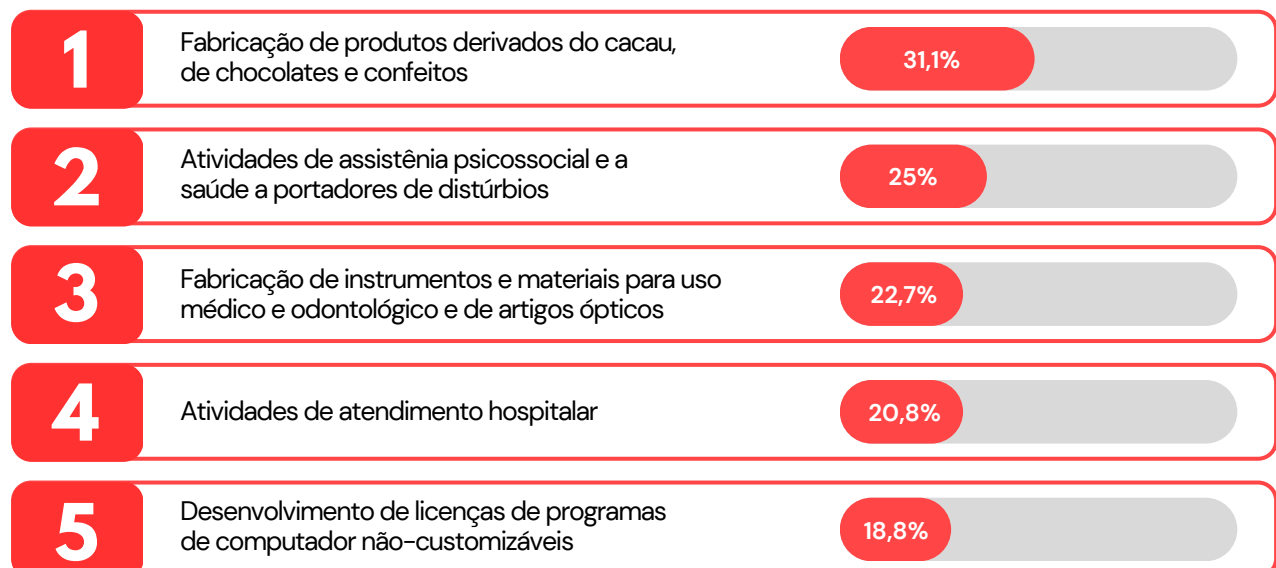 1
Fabricação de produtos derivados do cacau,
de chocolates e confeitos
31,1%
2
Atividades de assistênia psicossocial e a
saúde a portadores de distúrbios
25%
3
Fabricação de instrumentos e materiais para uso
médico e odontológico e de artigos ópticos
22,7%
4
Atividades de atendimento hospitalar
20,8%
5
Desenvolvimento de licenças de programas
de computador não-customizáveis
18,8%